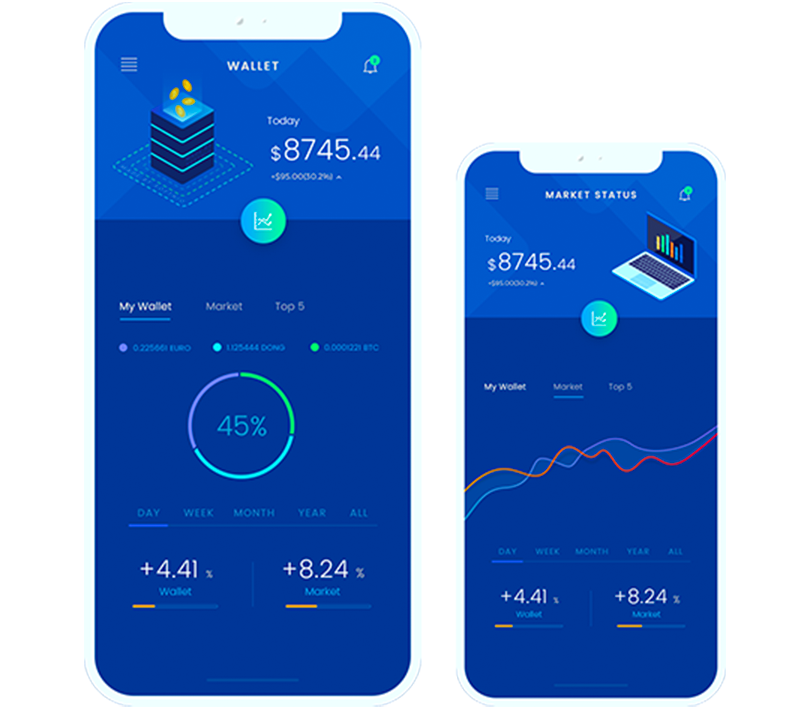 WALLET
Today
$8745.44
+$95.00(30.2%)
My Wallet Market Top 5
0.225661 EURO 1.125444 DONG 0.0001221 BTC
45%
DAY WEEK MONTH YEAR ALL
+4.41 % +8.24 %
Wallet Market
MARKET STATUS
Today
$8745.44
+$95.00(30.2%)
My Wallet Market Top 5
DAY WEEK MONTH YEAR ALL
+4.41 % +8.24 %
Wallet Market